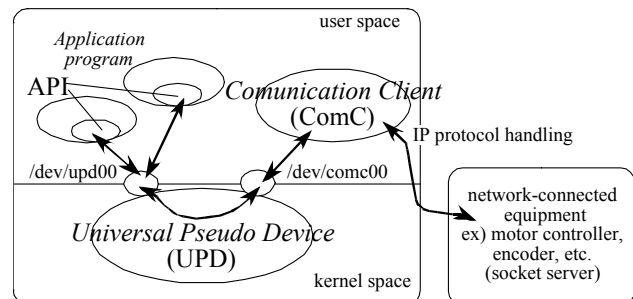 user space
Application
program
API
Comunication Client
(ComC)
IP protocol handling
/dev/upd00
/dev/comc00
Universal Pseudo Device
(UPD)
kernel space
network-connected
equipment
ex) motor controller,
encoder, etc.
(socket server)